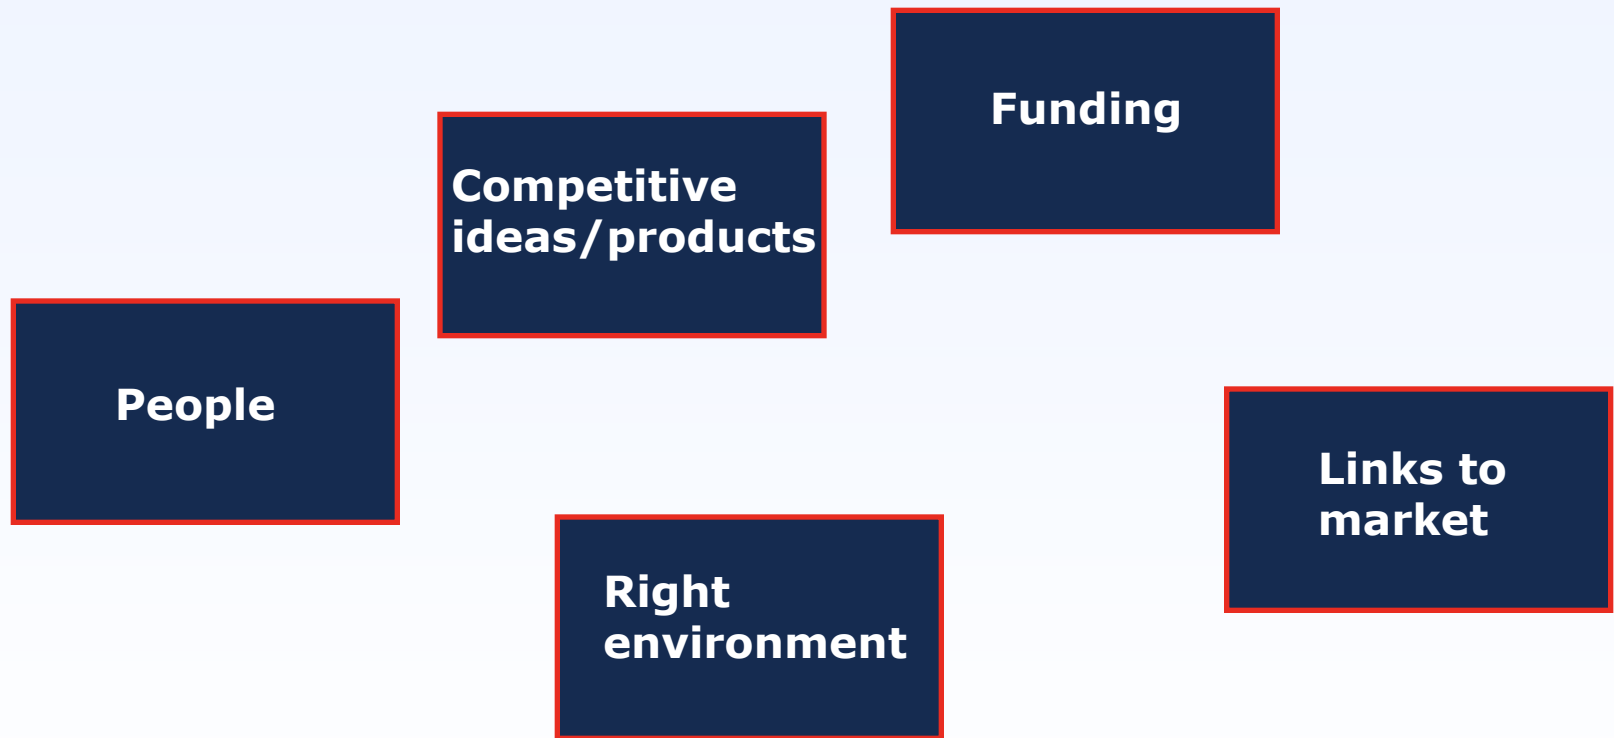 Funding
Competitive
ideas/products
People
Links to
market
Right
environment